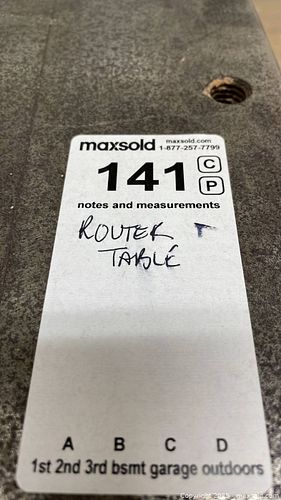 maxsold maxsold.com
1-877-257-7799
141 C
P
notes and measurements
ROUTER
TABLE
A B C D
1st 2nd 3rd bsmt garage outdoors